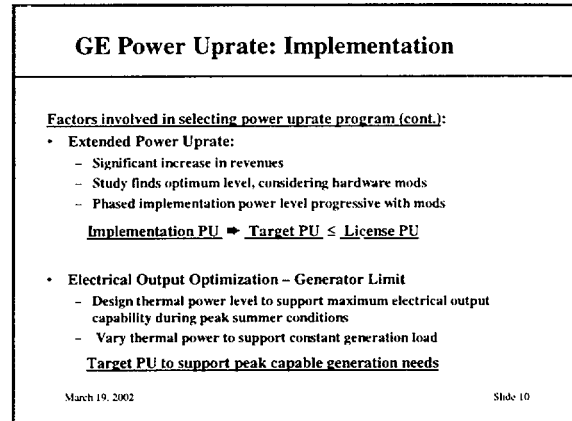 GE Power Uprate: Implementation
Factors involved in selecting power uprate program (cont.):
• Extended Power Uprate:
– Significant increase in revenues
– Study finds optimum level, considering hardware mods
– Phased implementation power level progressive with mods
Implementation PU ➨ Target PU ≤ License PU
• Electrical Output Optimization – Generator Limit
– Design thermal power level to support maximum electrical output
capability during peak summer conditions
– Vary thermal power to support constant generation load
Target PU to support peak capable generation needs
March 19, 2002 Slide 10